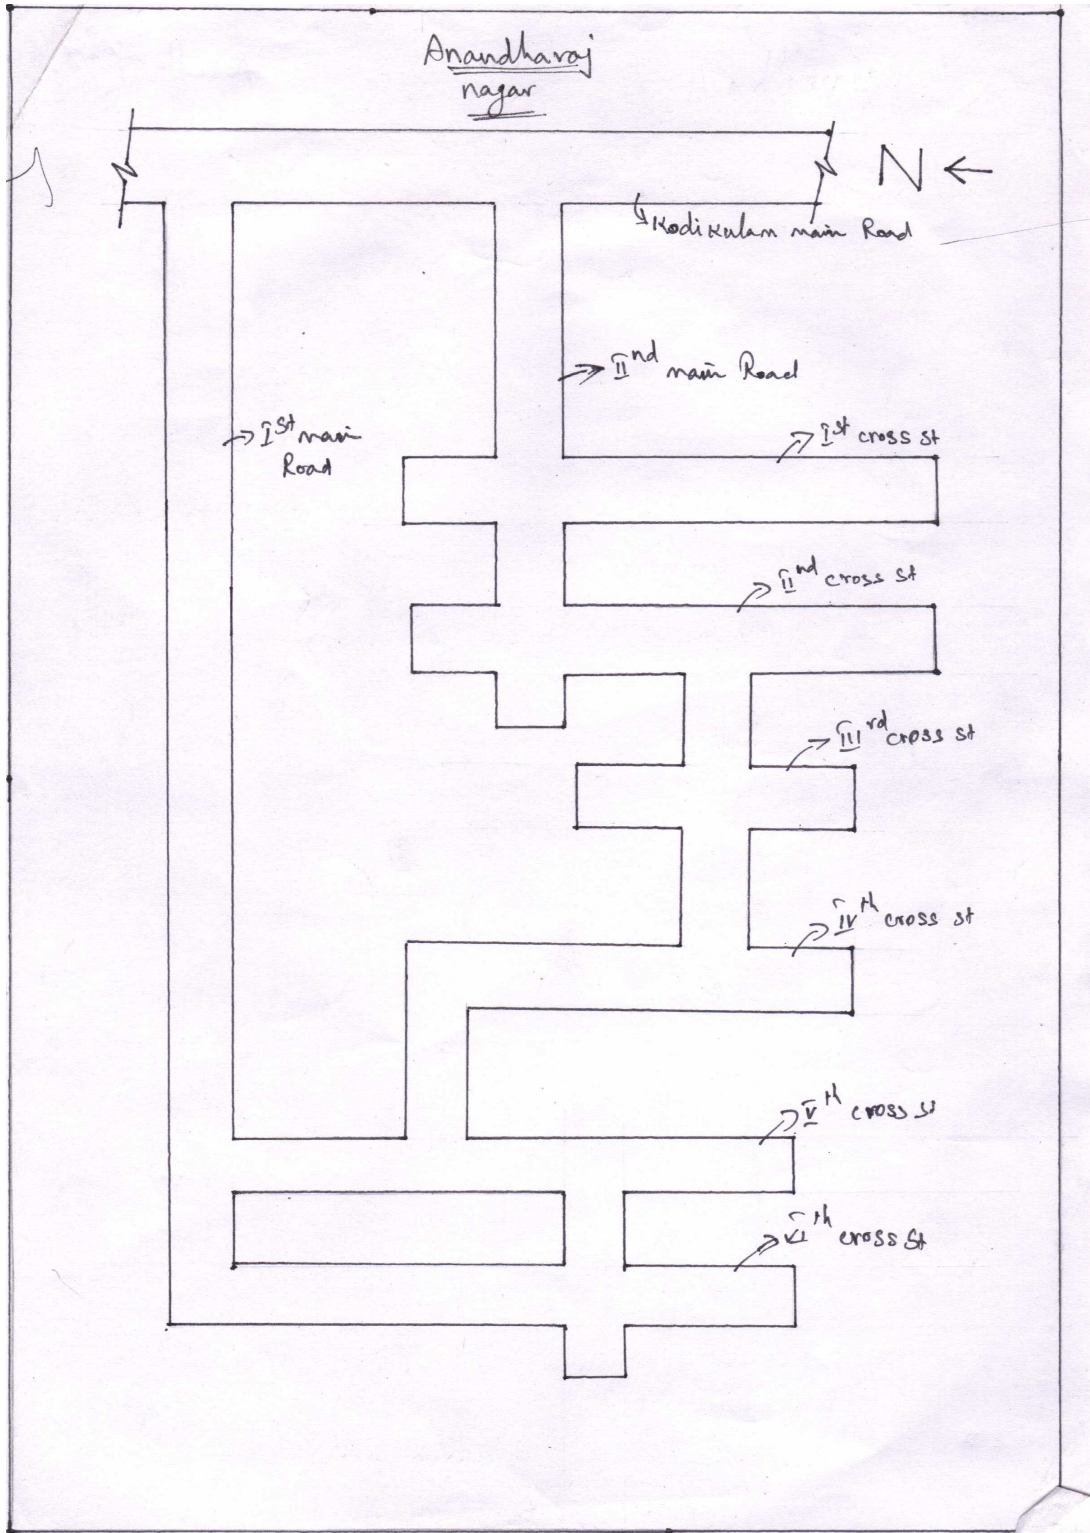 Anandharaj
nagar
N
Kodikulam main Road
IInd main Road
Ist main
Road
Ist cross st
IInd cross st
IIIrd cross st
IVth cross st
Vth cross st
VIth cross st